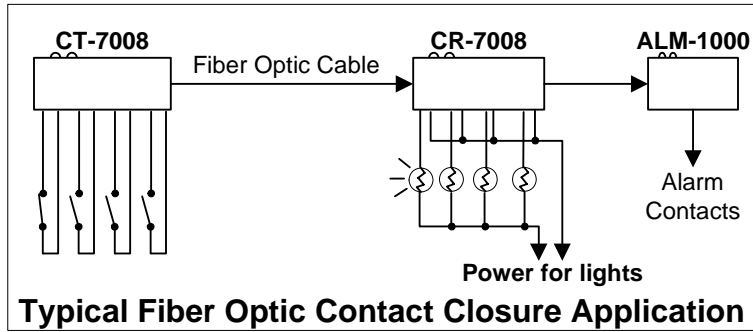 CT-7008
CR-7008
ALM-1000
Fiber Optic Cable
Alarm
Contacts
Power for lights
Typical Fiber Optic Contact Closure Application